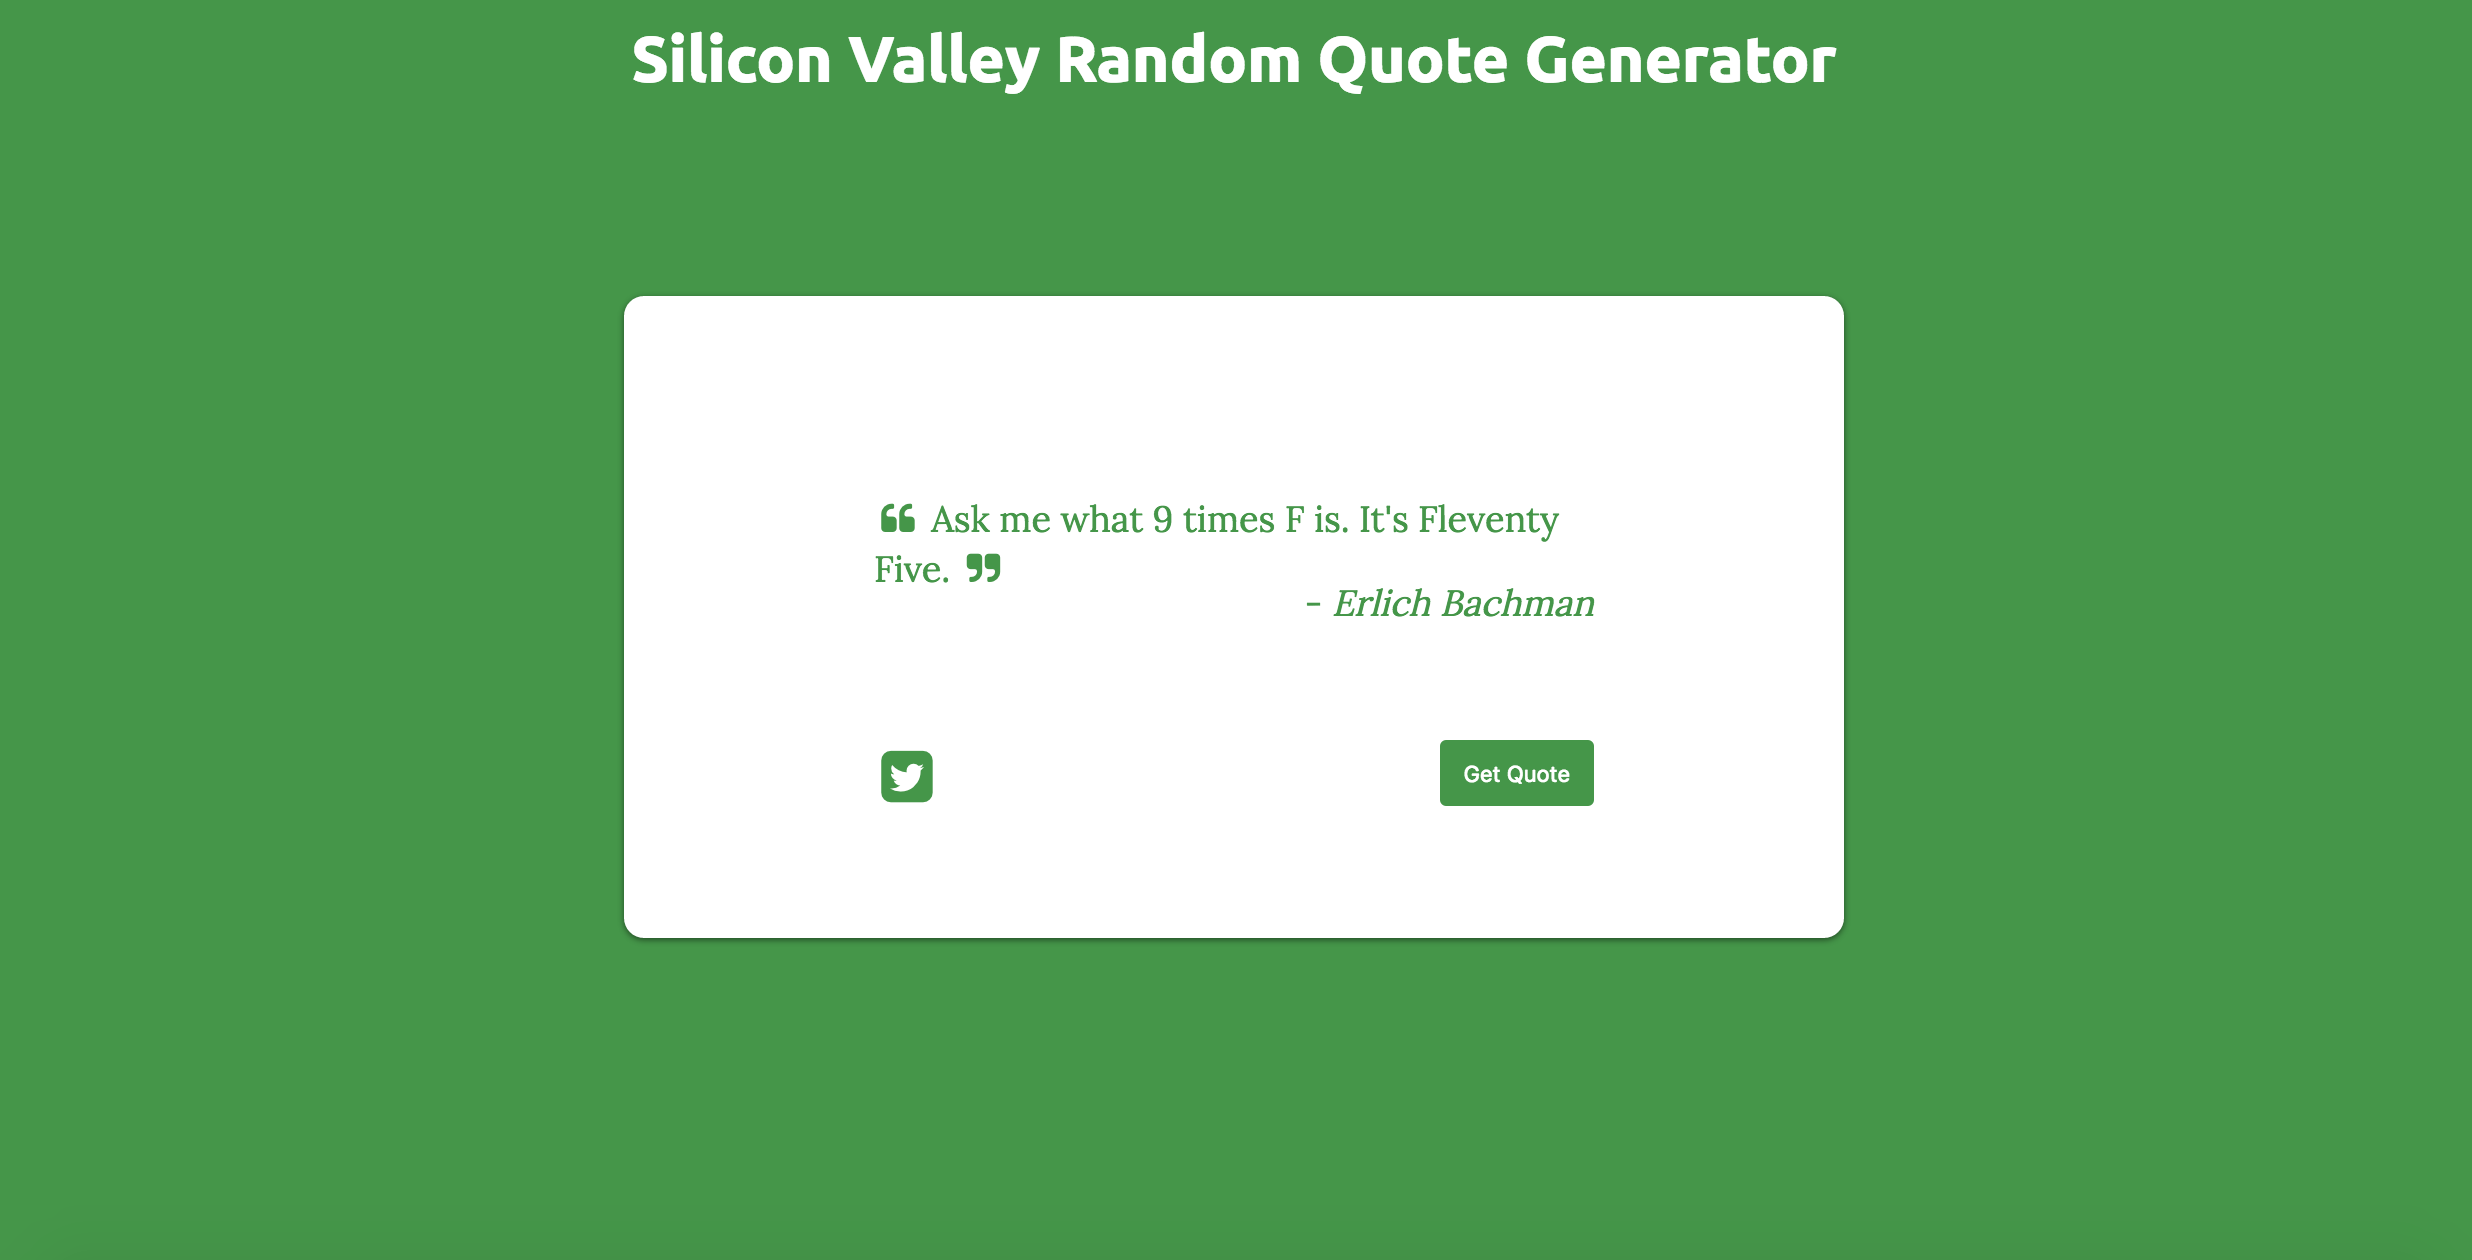 Silicon Valley Random Quote Generator
❝ Ask me what 9 times F is. It's Fleventy
Five. ❞
- Erlich Bachman
Get Quote